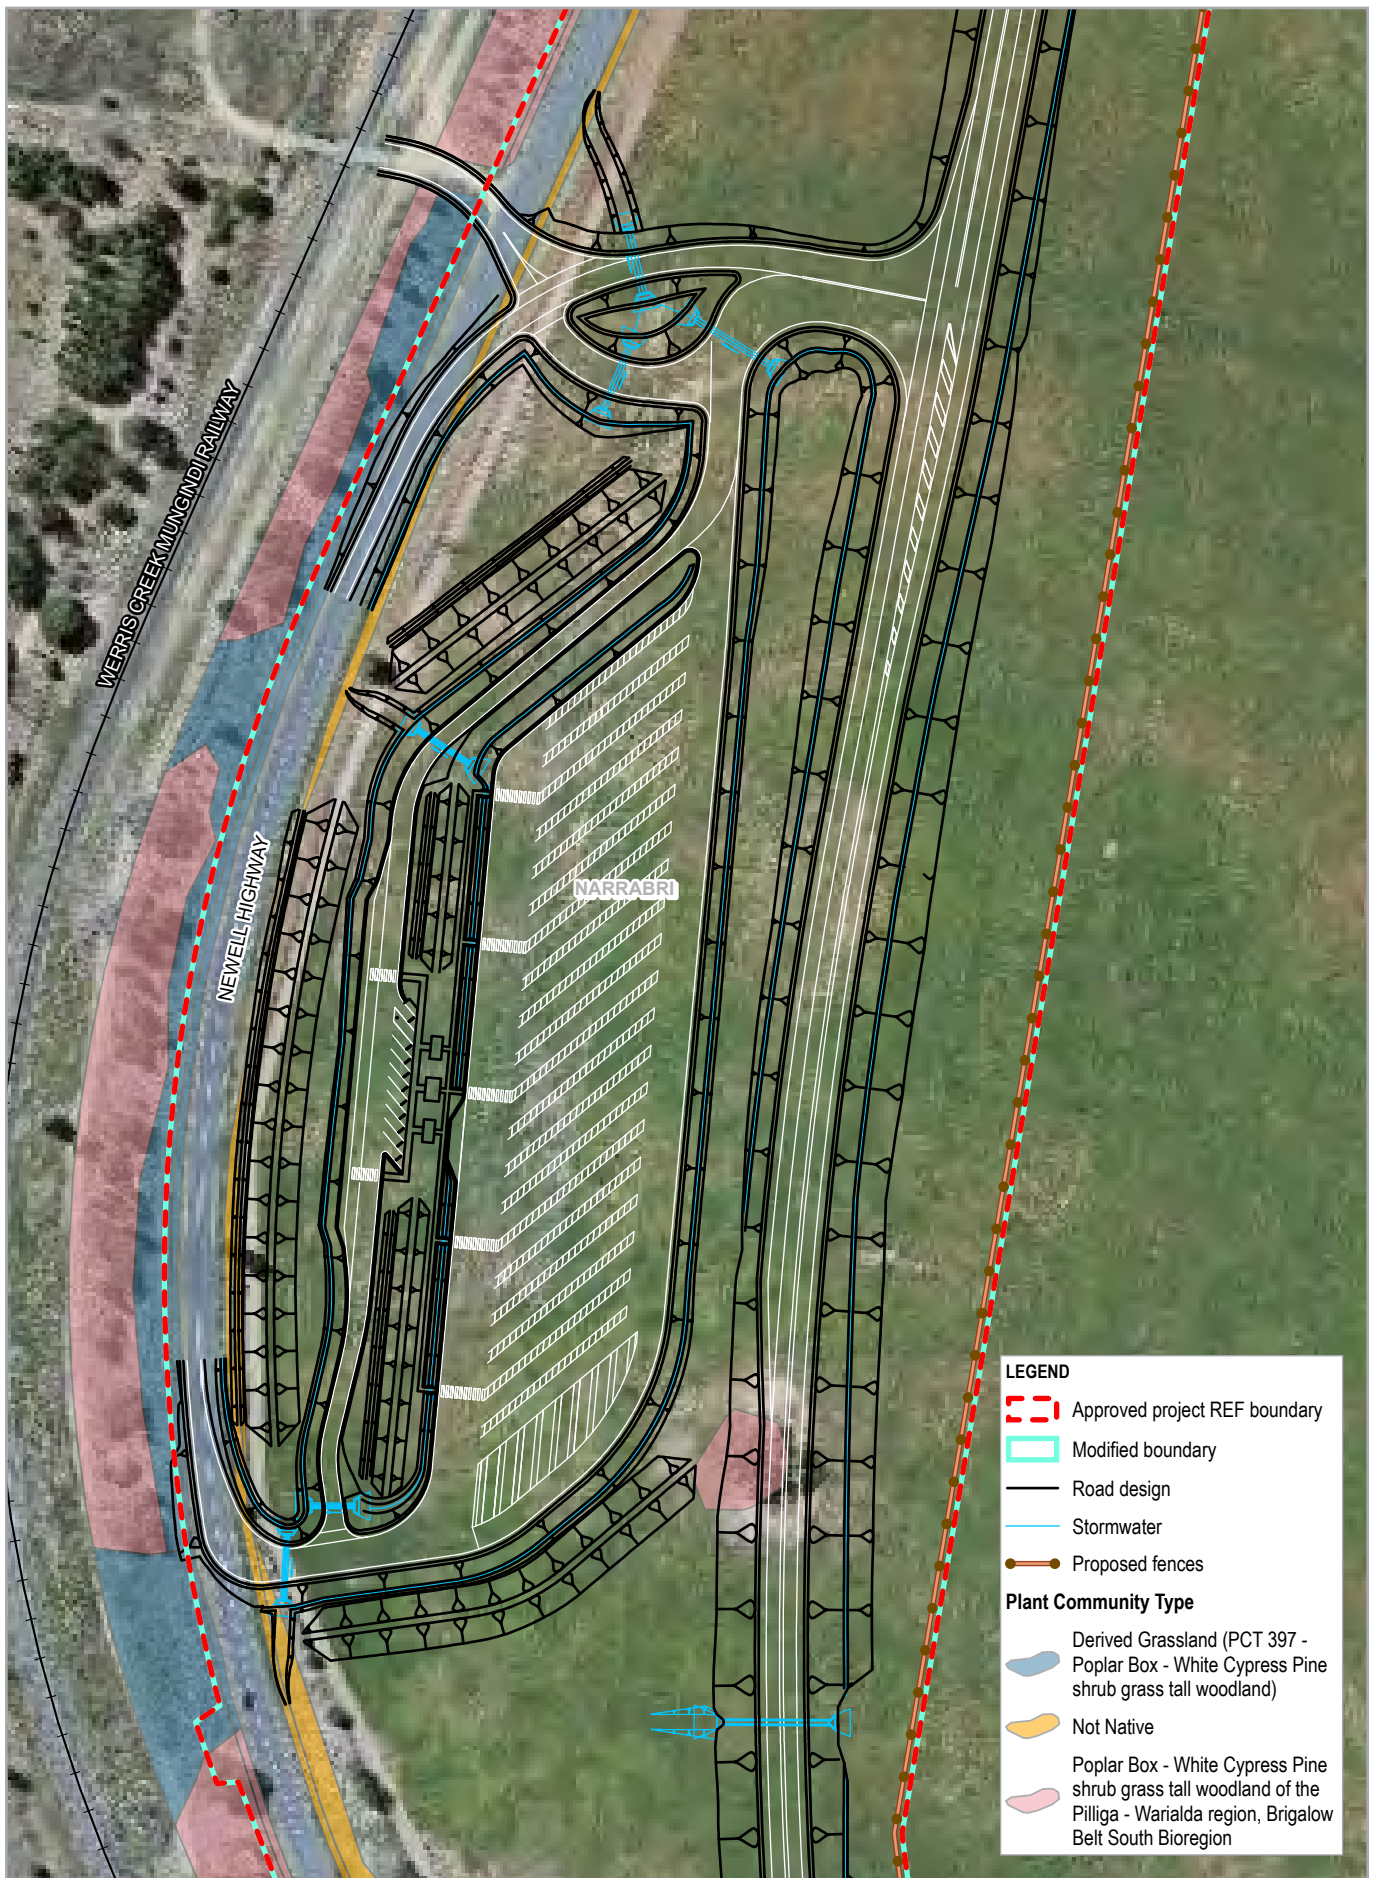 WERRIS CREEK MUNGINDI RAILWAY
NEWELL HIGHWAY
NARRABRI
LEGEND
Approved project REF boundary
Modified boundary
Road design
Stormwater
Proposed fences
Plant Community Type
Derived Grassland (PCT 397 -
Poplar Box - White Cypress Pine
shrub grass tall woodland)
Not Native
Poplar Box - White Cypress Pine
shrub grass tall woodland of the
Pilliga - Warialda region, Brigalow
Belt South Bioregion